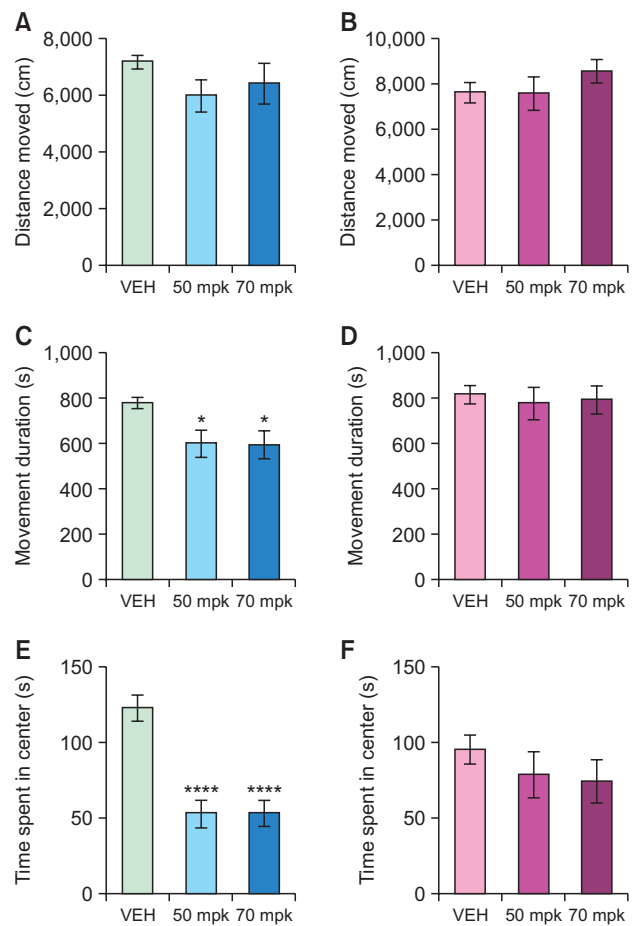 A
Distance moved (cm)
8,000
6,000
4,000
2,000
0
VEH 50 mpk 70 mpk
B
Distance moved (cm)
10,000
8,000
6,000
4,000
2,000
0
VEH 50 mpk 70 mpk
C
Movement duration (s)
1,000
800
600
400
200
0
* *
VEH 50 mpk 70 mpk
D
Movement duration (s)
1,000
800
600
400
200
0
VEH 50 mpk 70 mpk
E
Time spent in center (s)
150
100
50
0
**** ****
VEH 50 mpk 70 mpk
F
Time spent in center (s)
150
100
50
0
VEH 50 mpk 70 mpk